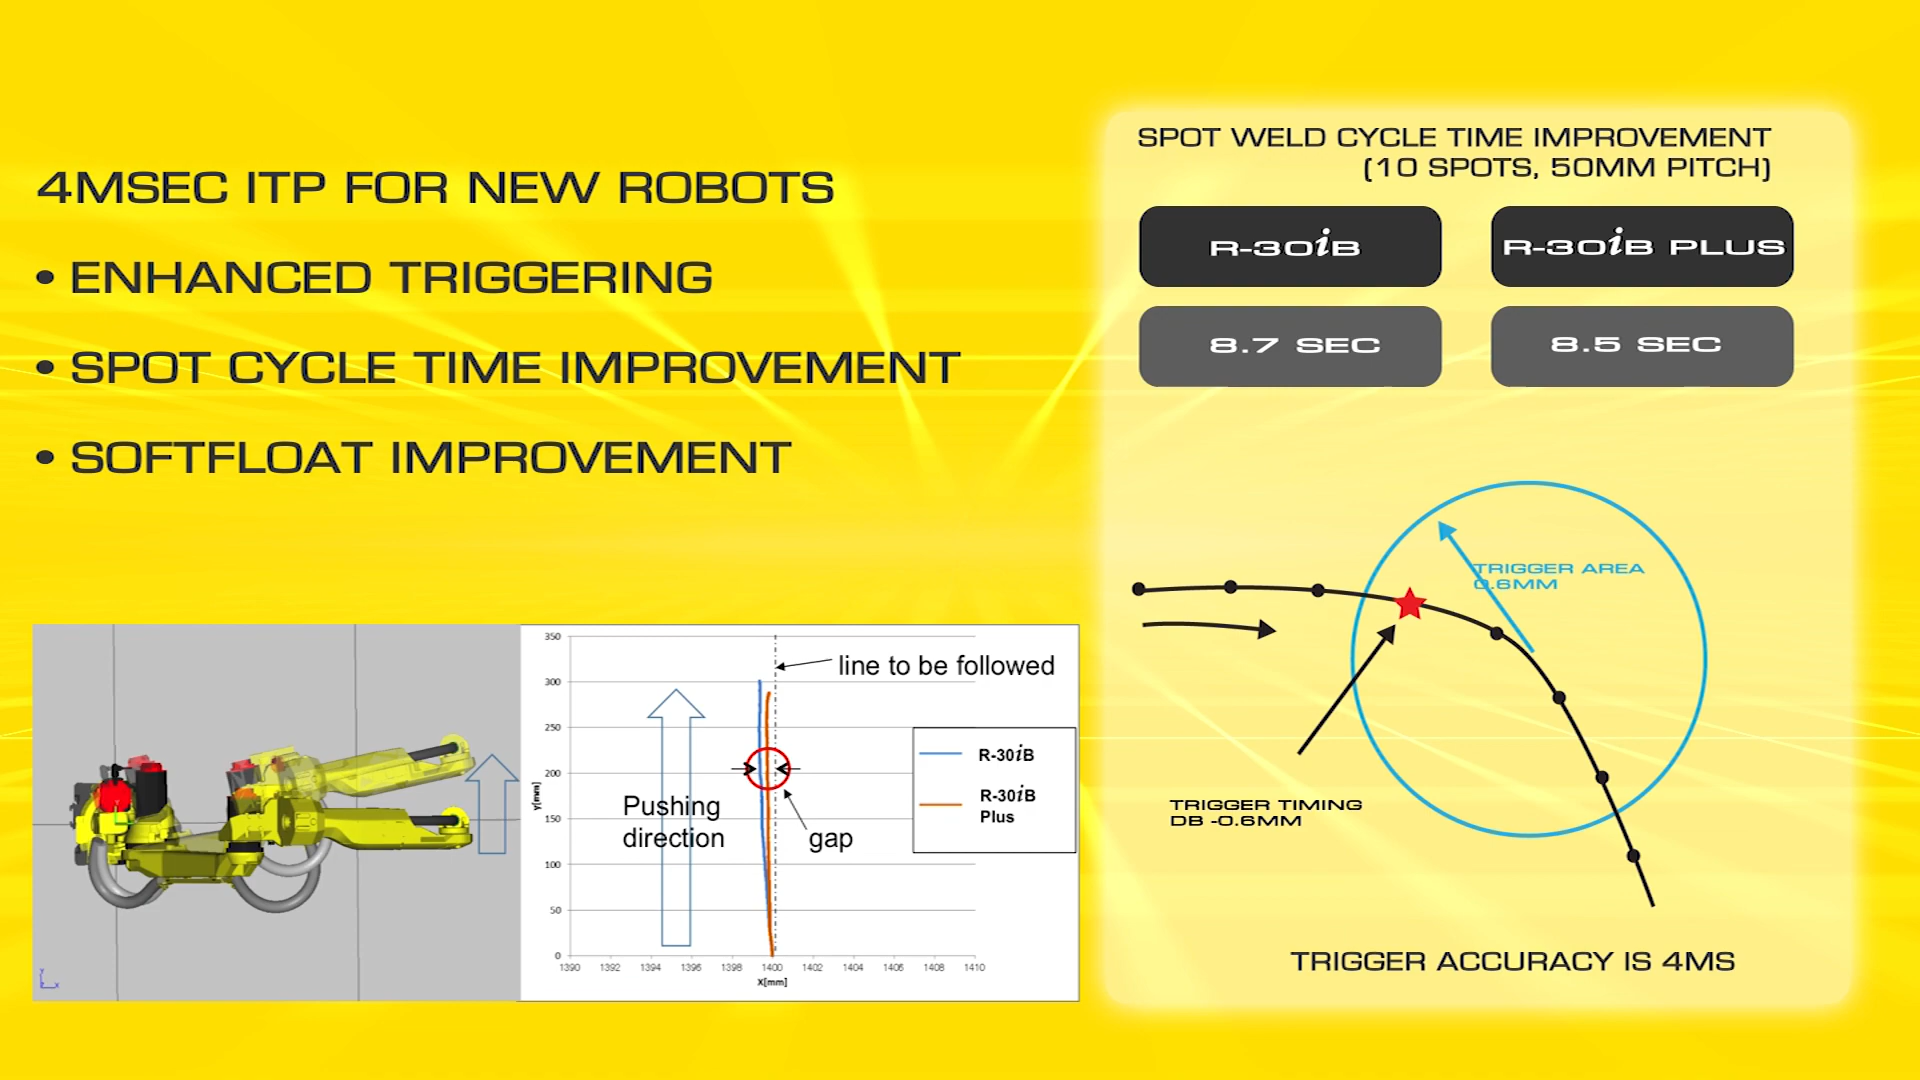 4MSEC ITP FOR NEW ROBOTS
• ENHANCED TRIGGERING
• SPOT CYCLE TIME IMPROVEMENT
• SOFTFLOAT IMPROVEMENT
SPOT WELD CYCLE TIME IMPROVEMENT
(10 SPOTS, 50MM PITCH)
R-30iB
R-30iB PLUS
8.7 SEC
8.5 SEC
TRIGGER AREA
0.6MM
TRIGGER TIMING
DB -0.6MM
TRIGGER ACCURACY IS 4MS
line to be followed
Pushing
direction
gap
R-30iB
R-30iB
Plus
y[mm]
350
300
250
200
150
100
50
0
1390 1392 1394 1396 1398 1400 1402 1404 1406 1408 1410
X[mm]
Y
Z X